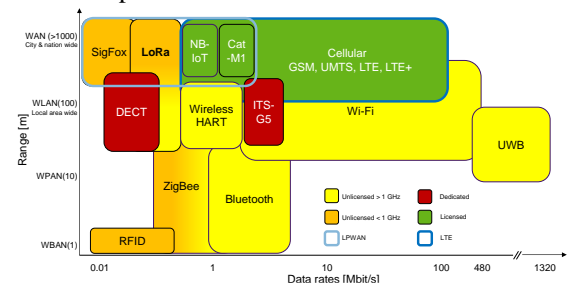 WAN (>1000)
City and nation wide
SigFox
LoRa
NB-
IoT
Cat
-M1
Cellular
GSM, UMTS, LTE, LTE+
WLAN(100)
Local area wide
DECT
Wireless
HART
ITS-
G5
Wi-Fi
UWB
Range [m]
WPAN(10)
ZigBee
Bluetooth
Unlicensed > 1 GHz
Dedicated
Unlicensed < 1 GHz
Licensed
LPWAN
LTE
WBAN(1)
RFID
0.01
1
10
100
480
//
1320
Data rates [Mbit/s]